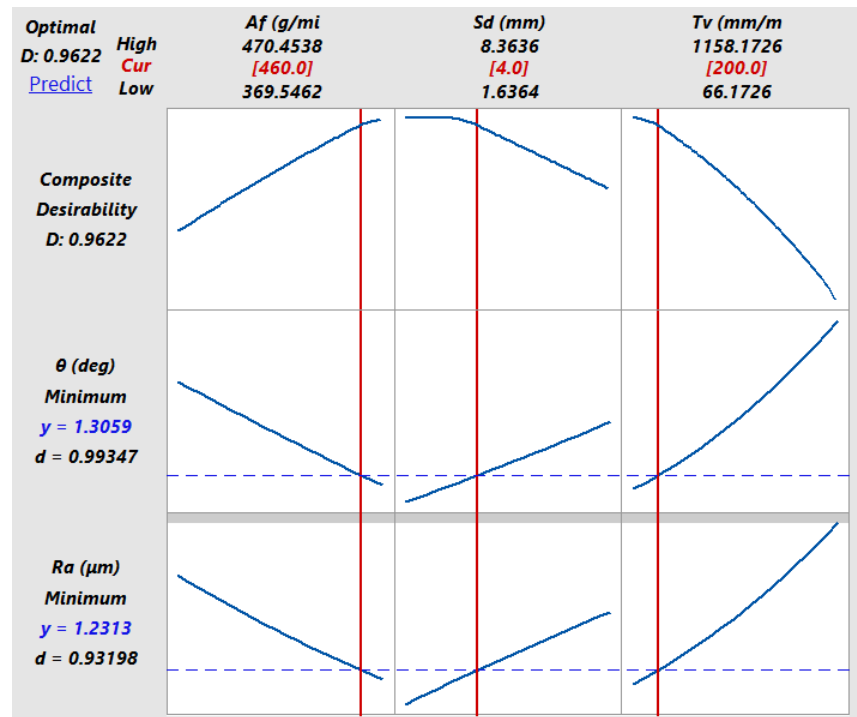 Optimal
D: 0.9622
Predict
High
Cur
Low
Af (g/mi
470.4538
[460.0]
369.5462
Sd (mm)
8.3636
[4.0]
1.6364
Tv (mm/m
1158.1726
[200.0]
66.1726
Composite
Desirability
D: 0.9622
θ (deg)
Minimum
y = 1.3059
d = 0.99347
Ra (µm)
Minimum
y = 1.2313
d = 0.93198